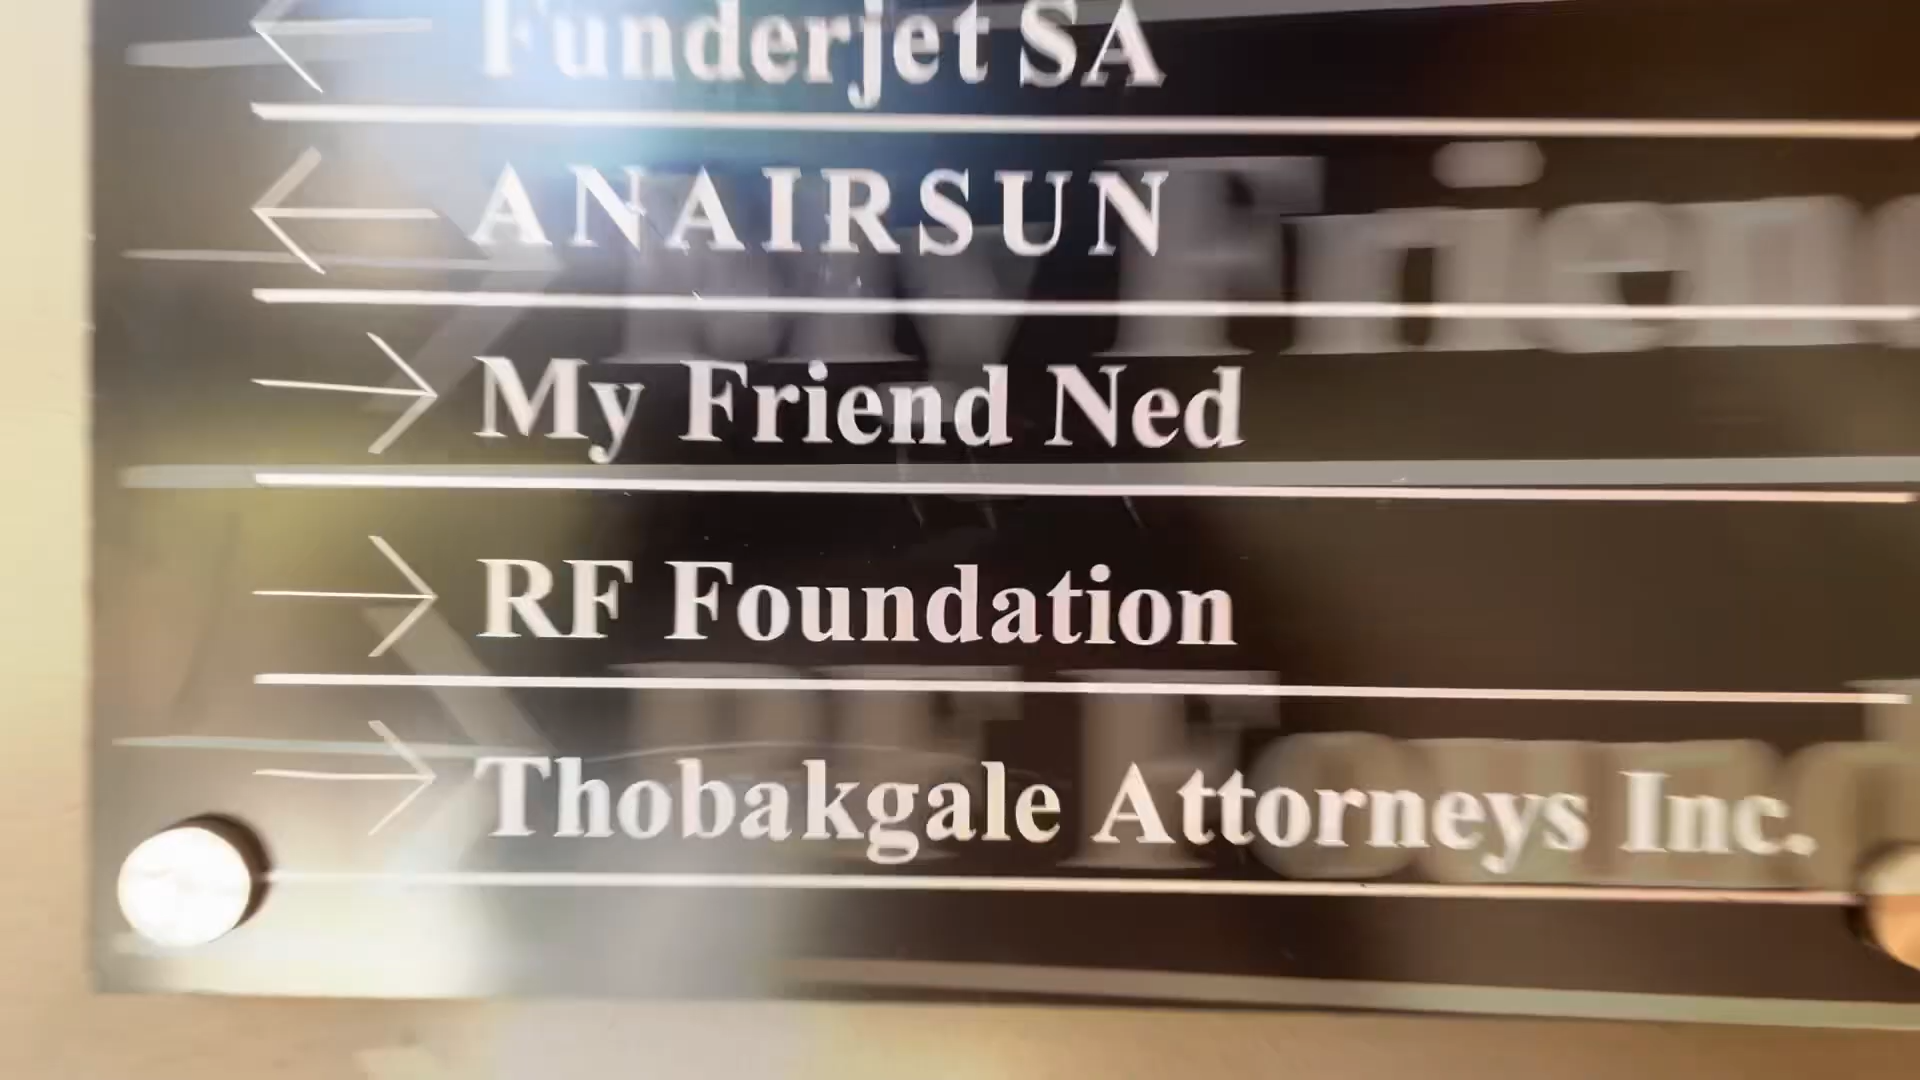 Funderjet SA
ANAIRSUN
My Friend Ned
RF Foundation
Thobakgale Attorneys Inc.